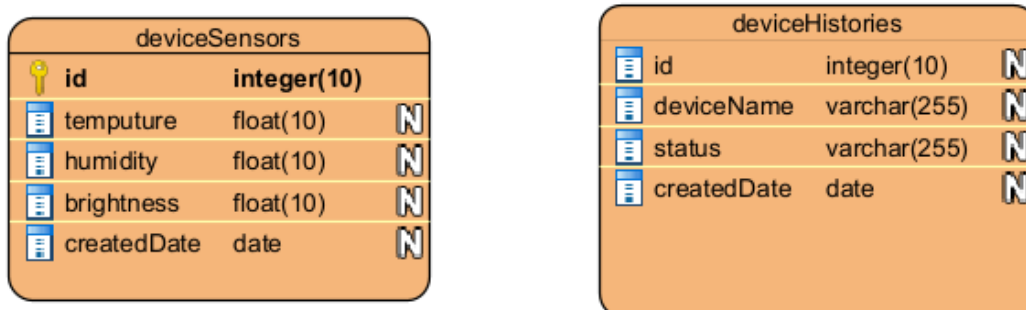 deviceSensors
id integer(10)
temputure float(10) N
humidity float(10) N
brightness float(10) N
createdDate date N
deviceHistories
id integer(10) N
deviceName varchar(255) N
status varchar(255) N
createdDate date N